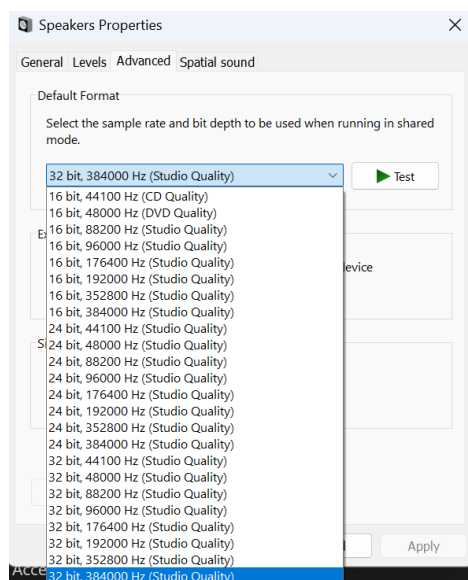 Speakers Properties
General Levels Advanced Spatial sound
Default Format
Select the sample rate and bit depth to be used when running in shared
mode.
32 bit, 384000 Hz (Studio Quality)
Test
16 bit, 44100 Hz (CD Quality)
16 bit, 48000 Hz (DVD Quality)
16 bit, 88200 Hz (Studio Quality)
16 bit, 96000 Hz (Studio Quality)
16 bit, 176400 Hz (Studio Quality)
16 bit, 192000 Hz (Studio Quality)
16 bit, 352800 Hz (Studio Quality)
16 bit, 384000 Hz (Studio Quality)
24 bit, 44100 Hz (Studio Quality)
24 bit, 48000 Hz (Studio Quality)
24 bit, 88200 Hz (Studio Quality)
24 bit, 96000 Hz (Studio Quality)
24 bit, 176400 Hz (Studio Quality)
24 bit, 192000 Hz (Studio Quality)
24 bit, 352800 Hz (Studio Quality)
24 bit, 384000 Hz (Studio Quality)
32 bit, 44100 Hz (Studio Quality)
32 bit, 48000 Hz (Studio Quality)
32 bit, 88200 Hz (Studio Quality)
32 bit, 96000 Hz (Studio Quality)
32 bit, 176400 Hz (Studio Quality)
32 bit, 192000 Hz (Studio Quality)
32 bit, 352800 Hz (Studio Quality)
32 bit, 384000 Hz (Studio Quality)
Apply